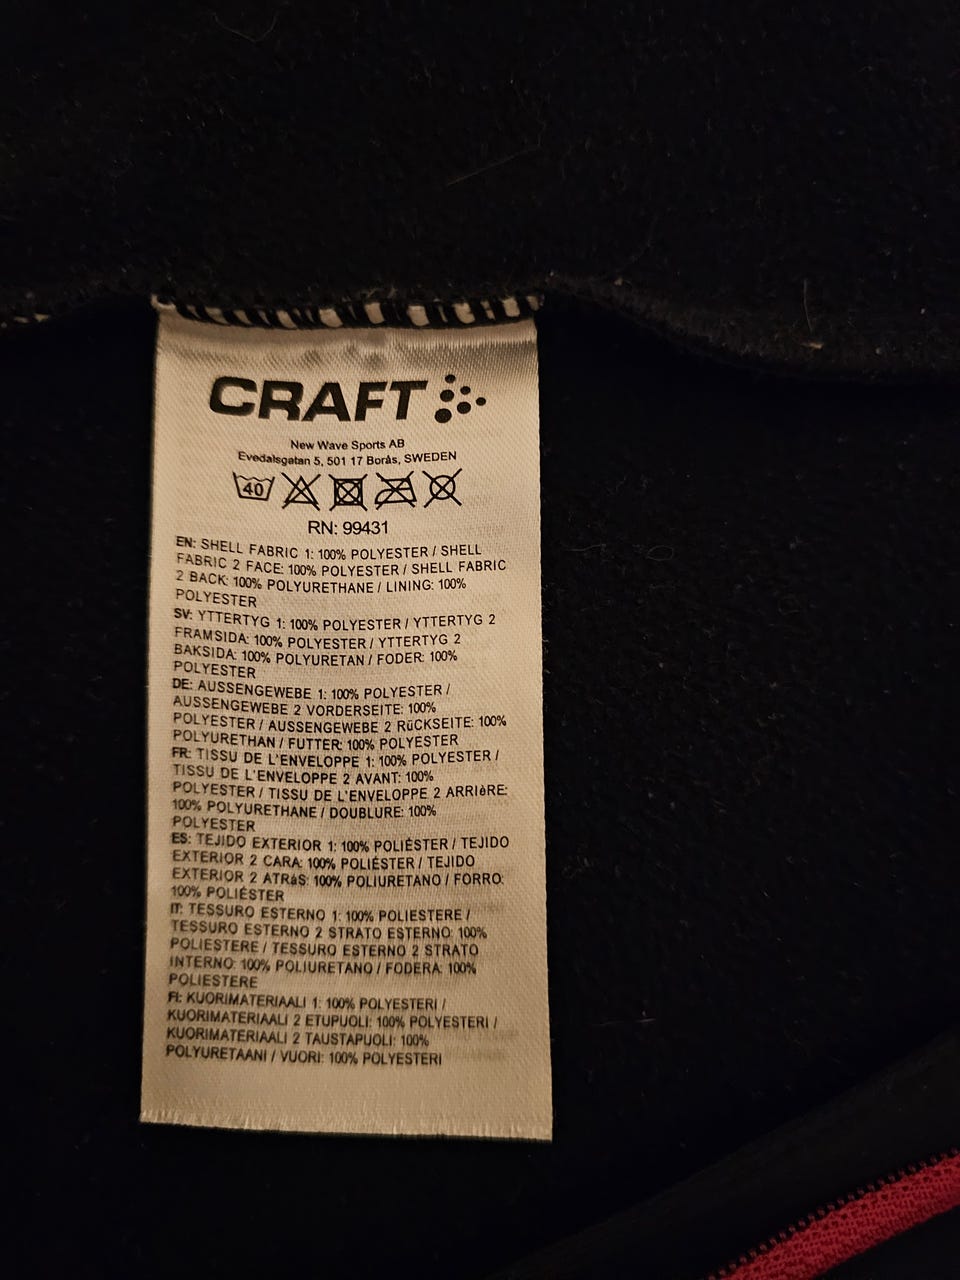 CRAFT
New Wave Sports AB
Evedalsgatan 5, 501 17 Borås, SWEDEN
40
RN: 99431
EN: SHELL FABRIC 1: 100% POLYESTER / SHELL
FABRIC 2 FACE: 100% POLYESTER / SHELL FABRIC
2 BACK: 100% POLYURETHANE / LINING: 100%
POLYESTER
SV: YTTERTYG 1: 100% POLYESTER / YTTERTYG 2
FRAMSIDA: 100% POLYESTER / YTTERTYG 2
BAKSIDA: 100% POLYURETAN / FODER: 100%
POLYESTER
DE: AUSSENGEWEBE 1: 100% POLYESTER /
AUSSENGEWEBE 2 VORDERSEITE: 100%
POLYESTER / AUSSENGEWEBE 2 RüCKSEITE: 100%
POLYURETHAN / FUTTER: 100% POLYESTER
FR: TISSU DE L'ENVELOPPE 1: 100% POLYESTER /
TISSU DE L'ENVELOPPE 2 AVANT: 100%
POLYESTER / TISSU DE L'ENVELOPPE 2 ARRIèRE:
100% POLYURETHANE / DOUBLURE: 100%
POLYESTER
ES: TEJIDO EXTERIOR 1: 100% POLIÉSTER / TEJIDO
EXTERIOR 2 CARA: 100% POLIÉSTER / TEJIDO
EXTERIOR 2 ATRáS: 100% POLIURETANO / FORRO:
100% POLIÉSTER
IT: TESSURO ESTERNO 1: 100% POLIESTERE /
TESSURO ESTERNO 2 STRATO ESTERNO: 100%
POLIESTERE / TESSURO ESTERNO 2 STRATO
INTERNO: 100% POLIURETANO / FODERA: 100%
POLIESTERE
FI: KUORIMATERIAALI 1: 100% POLYESTERI /
KUORIMATERIAALI 2 ETUPUOLI: 100% POLYESTERI /
KUORIMATERIAALI 2 TAUSTAPUOLI: 100%
POLYURETAANI / VUORI: 100% POLYESTERI